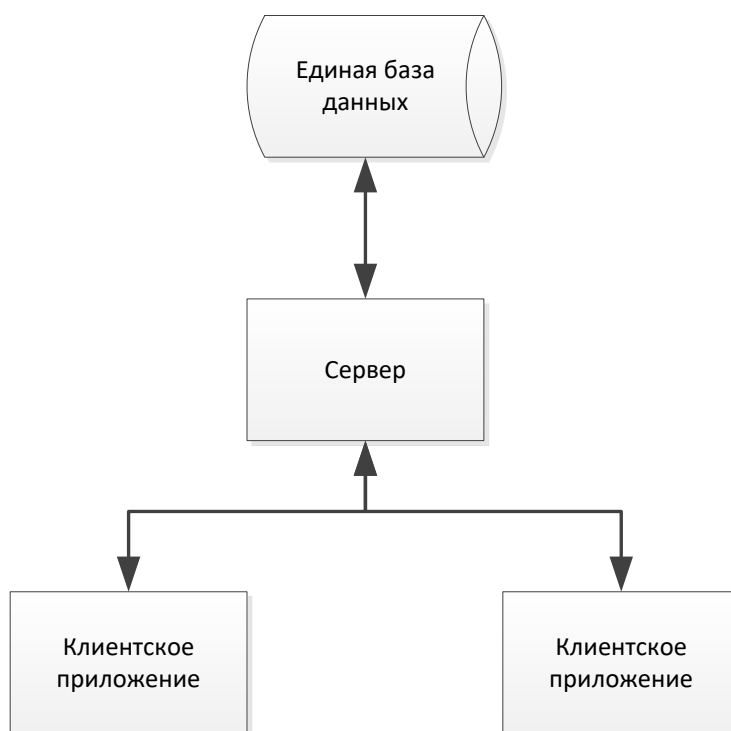 Единая база
данных
Сервер
Клиентское
приложение
Клиентское
приложение